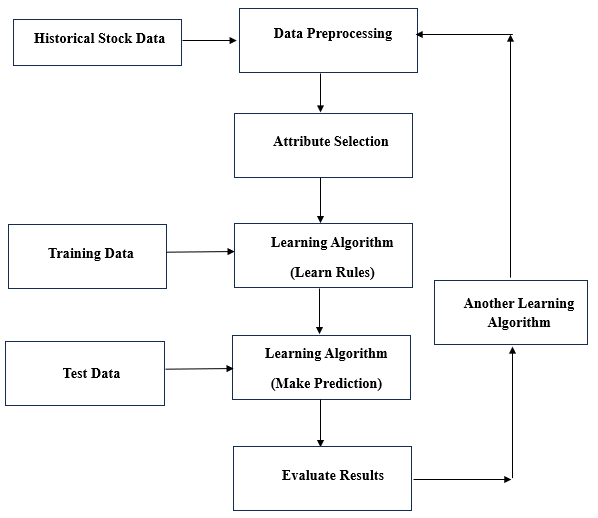 Historical Stock Data
Data Preprocessing
Attribute Selection
Training Data
Learning Algorithm
(Learn Rules)
Another Learning
Algorithm
Test Data
Learning Algorithm
(Make Prediction)
Evaluate Results